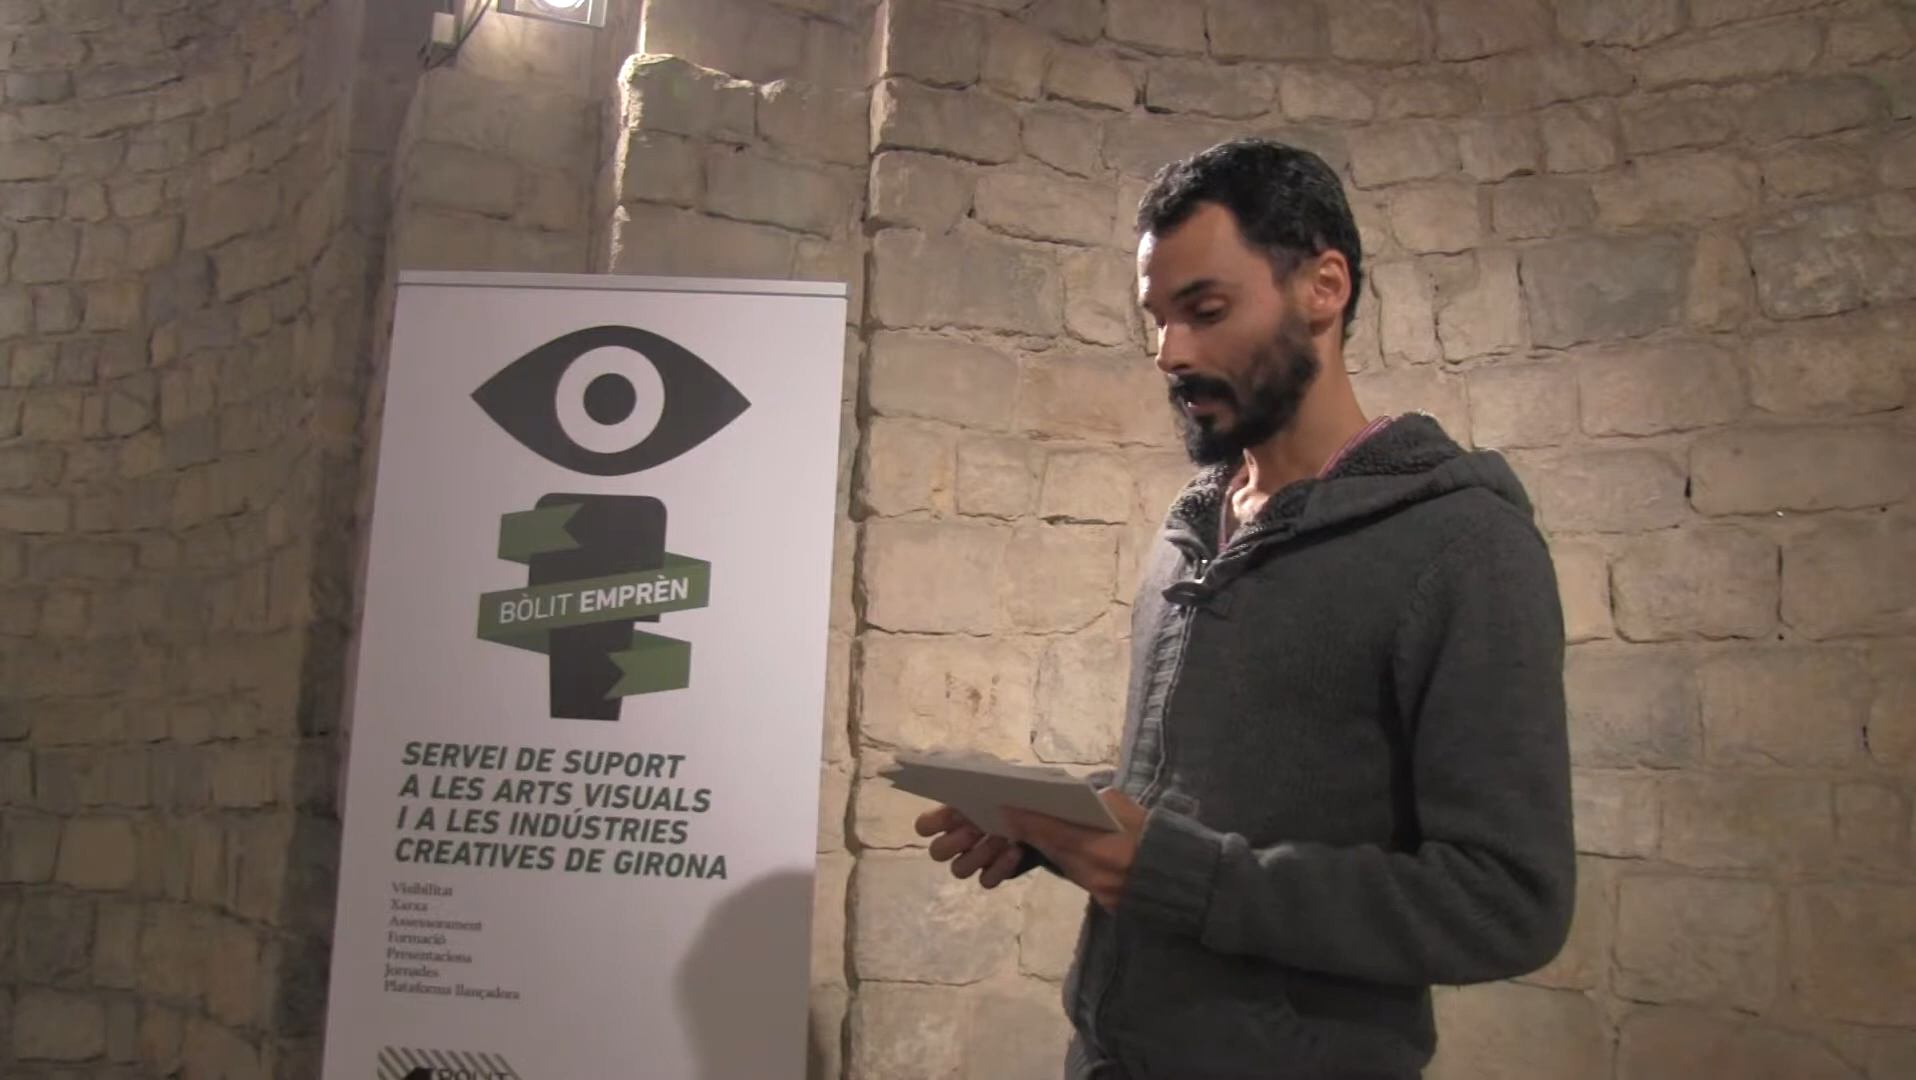 BÒLIT EMPRÈN
SERVEI DE SUPORT
A LES ARTS VISUALS
I A LES INDÚSTRIES
CREATIVES DE GIRONA
Visibilitat
Xarxa
Assessorament
Formació
Presentacions
Jornades
Plataforma llançadora
BÒLIT